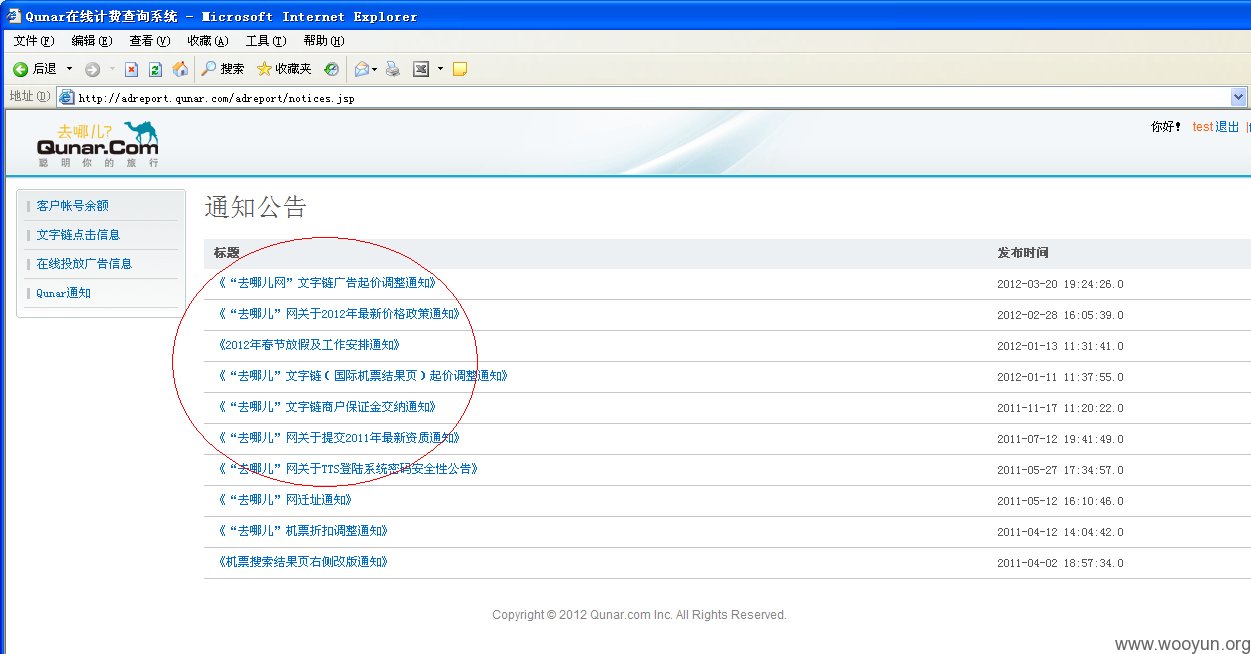 Qunar在线计费查询系统 - Microsoft Internet Explorer
文件(F) 编辑(E) 查看(V) 收藏(A) 工具(T) 帮助(H)
后退 搜索 收藏夹
地址(D) http://adreport.qunar.com/adreport/notices.jsp
去哪儿?
Qunar.Com
聪明你的旅行
你好! test 退出 |
客户帐号余额
文字链点击信息
在线投放广告信息
Qunar通知
通知公告
标题 发布时间
《“去哪儿网”文字链广告起价调整通知》 2012-03-20 19:24:26.0
《“去哪儿”网关于2012年最新价格政策通知》 2012-02-28 16:05:39.0
《2012年春节放假及工作安排通知》 2012-01-13 11:31:41.0
《“去哪儿”文字链(国际机票结果页)起价调整通知》 2012-01-11 11:37:55.0
《“去哪儿”文字链商户保证金交纳通知》 2011-11-17 11:20:22.0
《“去哪儿”网关于提交2011年最新资质通知》 2011-07-12 19:41:49.0
《“去哪儿”网关于TTS登陆系统密码安全性公告》 2011-05-27 17:34:57.0
《“去哪儿”网迁址通知》 2011-05-12 16:10:46.0
《“去哪儿”机票折扣调整通知》 2011-04-12 14:04:42.0
《机票搜索结果页右侧改版通知》 2011-04-02 18:57:34.0
Copyright © 2012 Qunar.com Inc. All Rights Reserved.
www.wooyun.org